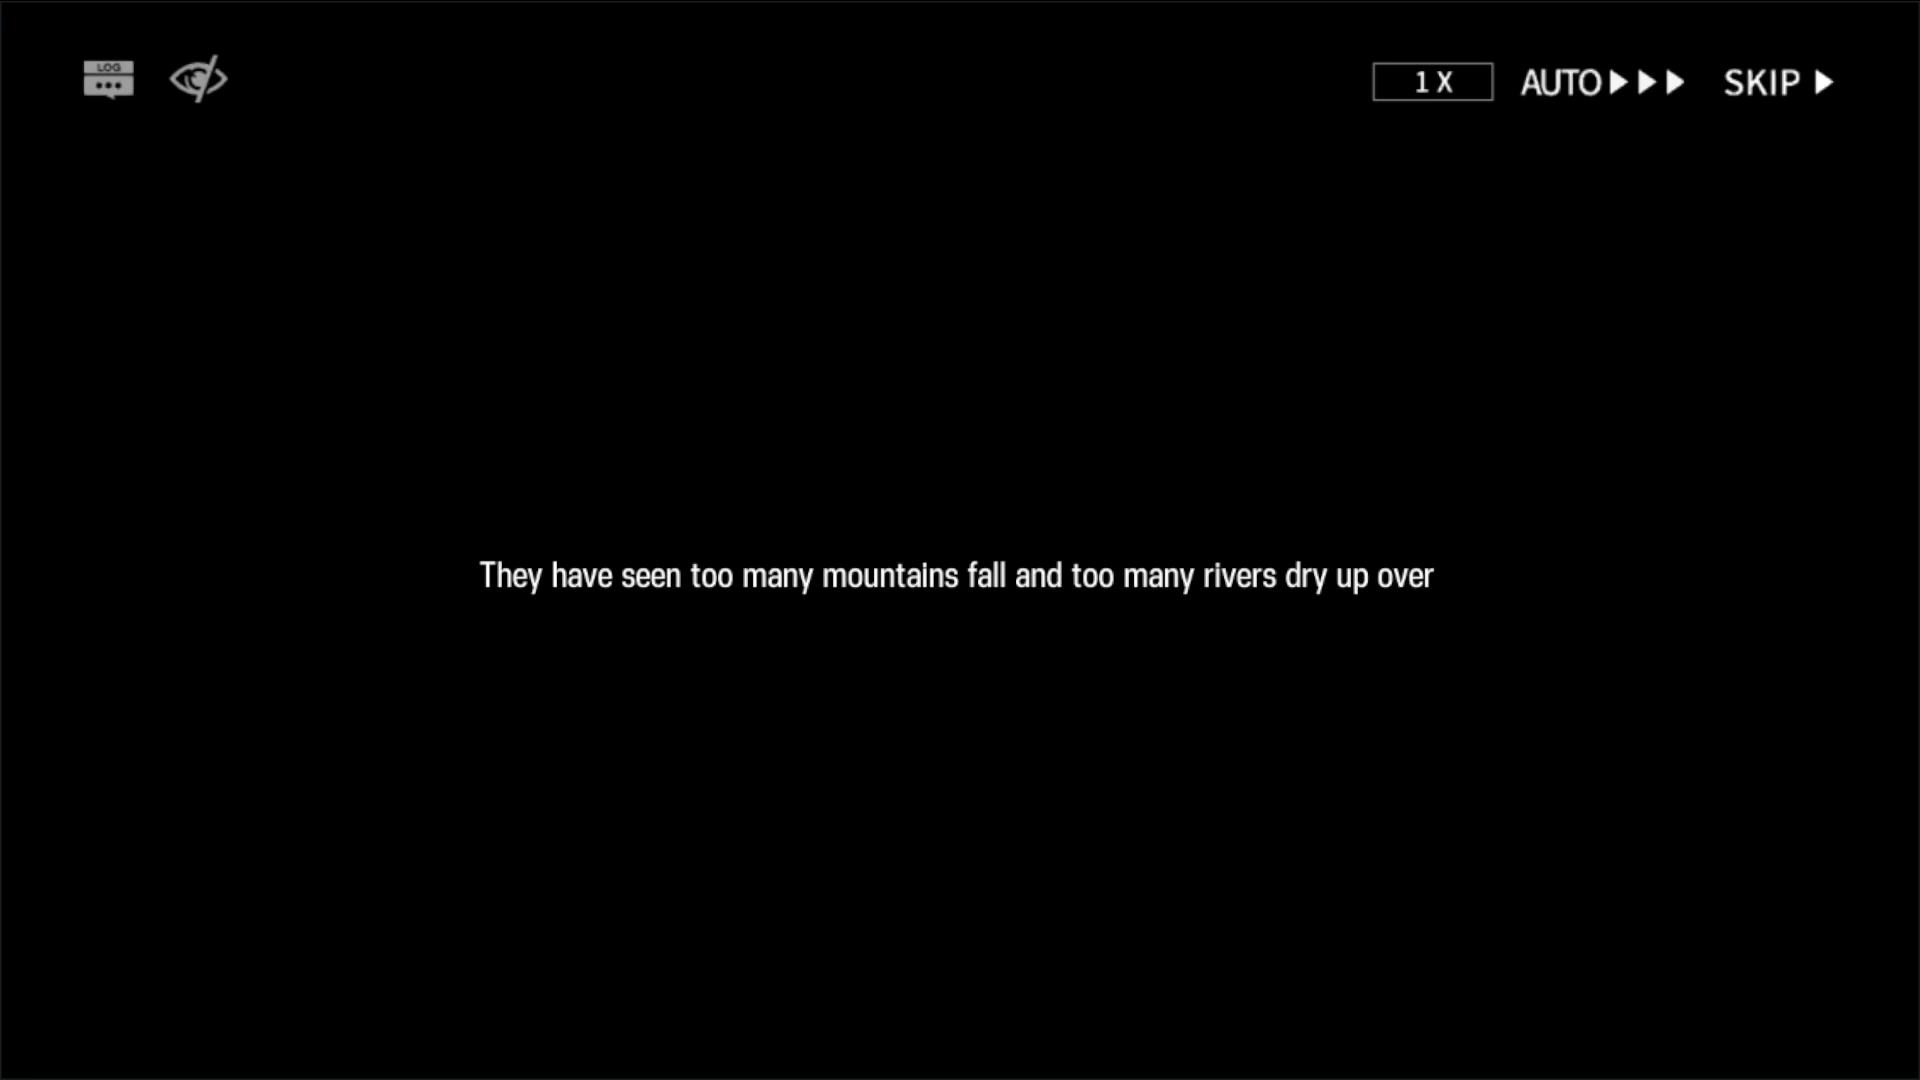 LOG
1 X
AUTO
SKIP
They have seen too many mountains fall and too many rivers dry up over